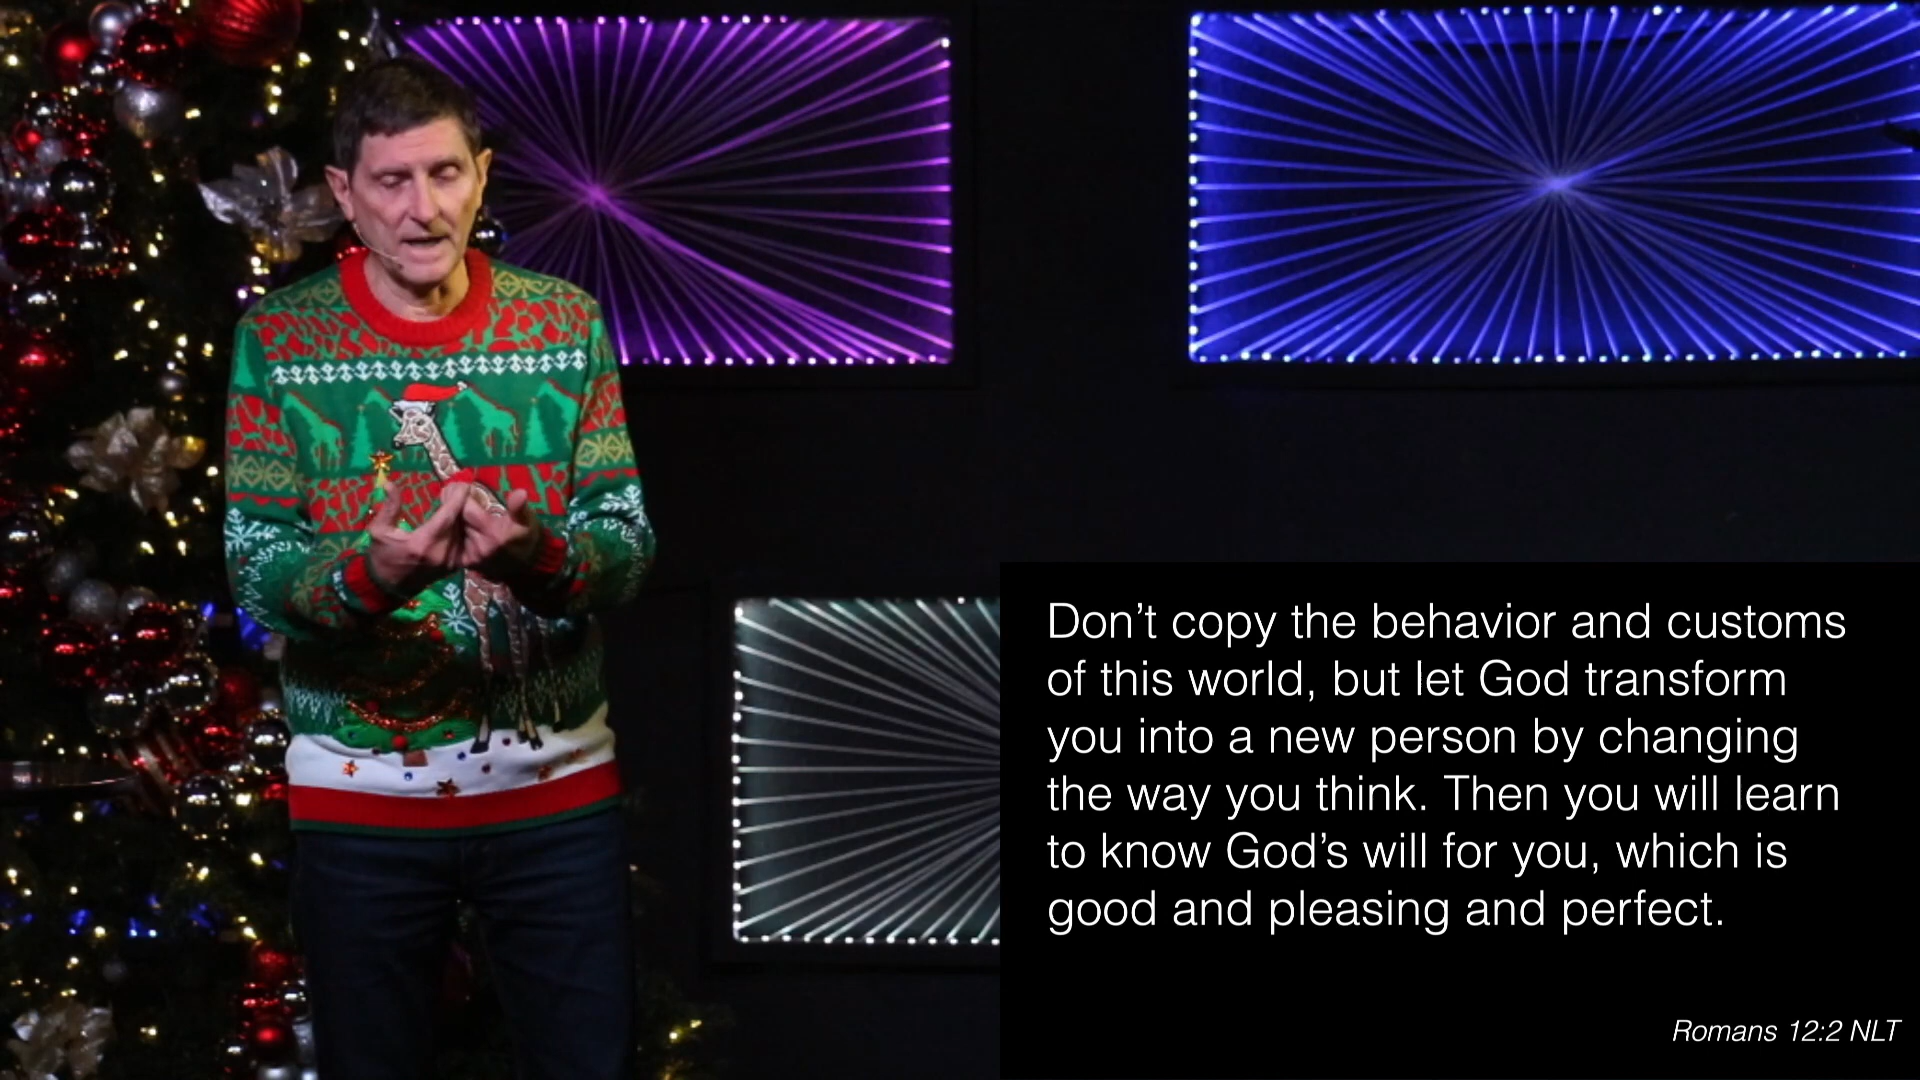 Don’t copy the behavior and customs
of this world, but let God transform
you into a new person by changing
the way you think. Then you will learn
to know God’s will for you, which is
good and pleasing and perfect.
Romans 12:2 NLT